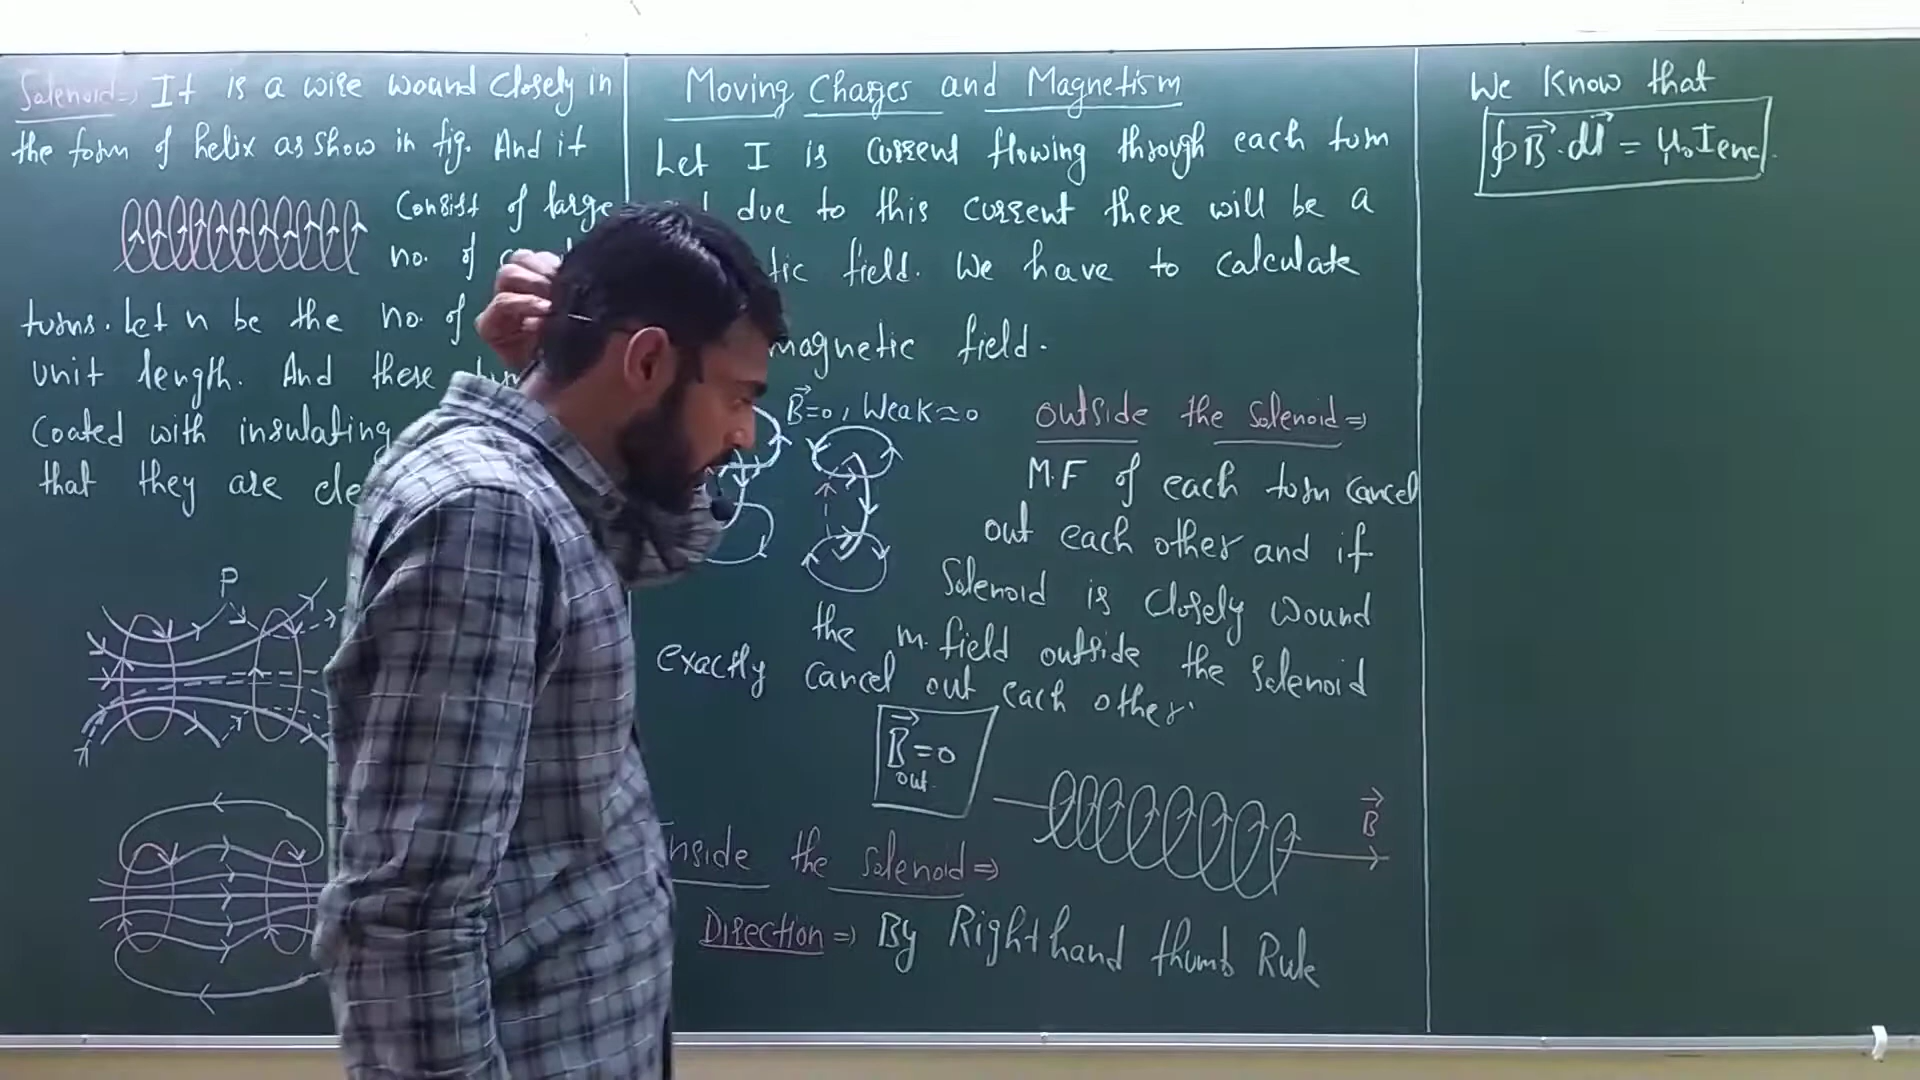 Solenoid ⇒ It is a wire wound closely in
the form of helix as show in fig. And it
consist of large
no. of
turns. Let n be the no. of
unit length. And these
coated with insulating
that they are
P
Moving Charges and Magnetism
Let I is current flowing through each turn
due to this current there will be a
field. We have to calculate
magnetic field.
B⃗=0, Weak≈0
outside the solenoid ⇒
M.F of each turn cancel
out each other and if
Solenoid is closely wound
the m.field outside the solenoid
exactly cancel out each other.
B⃗=0
out.
B⃗
the solenoid ⇒
Direction ⇒ By Right hand thumb Rule
We Know that
∮B⃗.dl⃗ = μ₀Ienc.